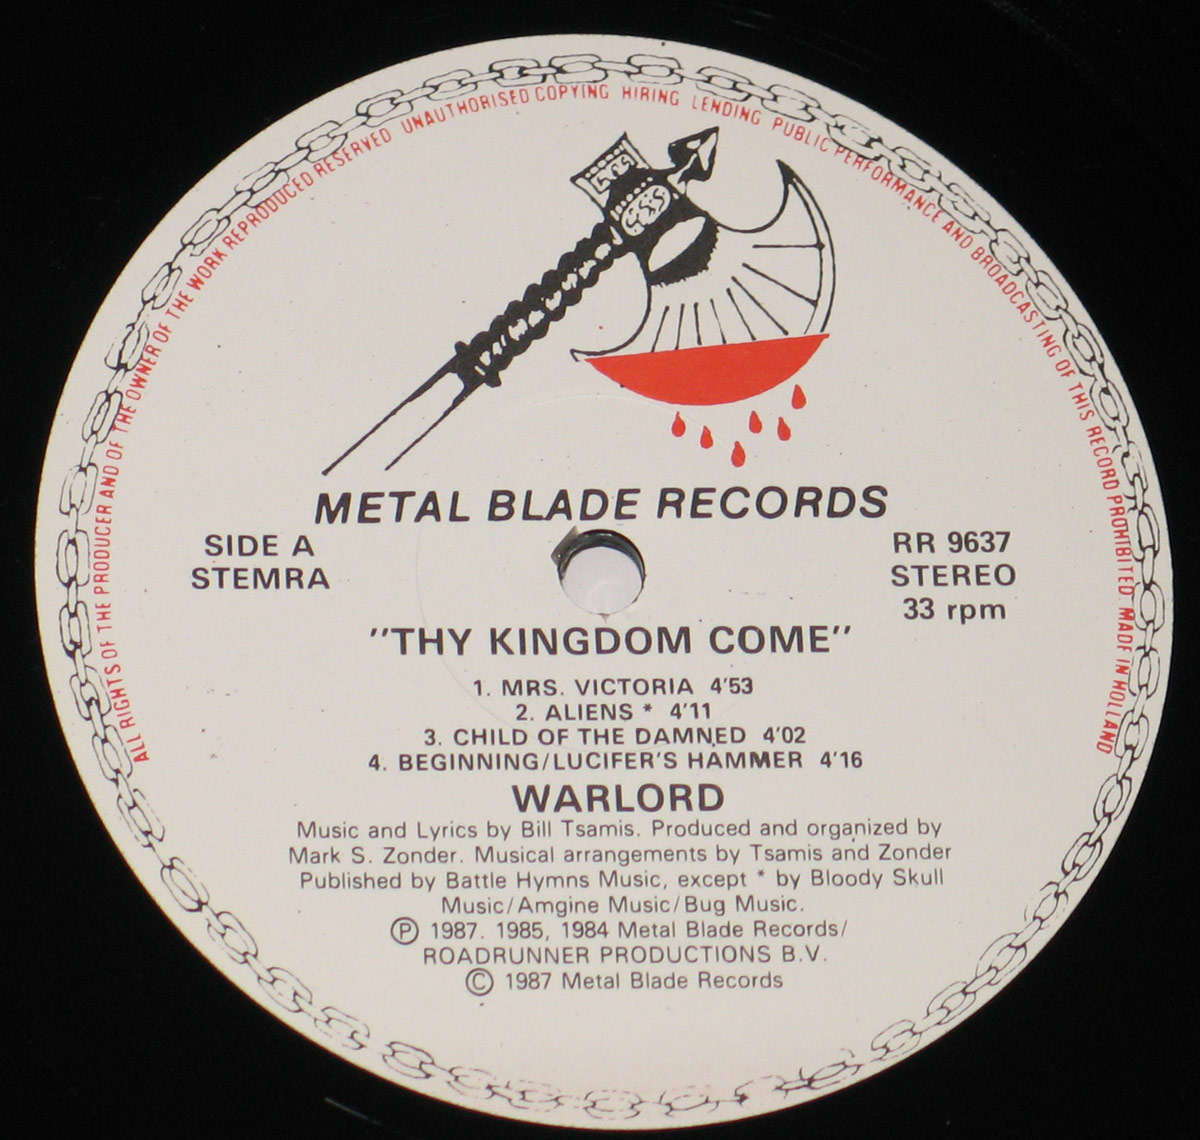 ALL RIGHTS OF THE PRODUCER AND OF THE OWNER OF THE WORK REPRODUCED RESERVED UNAUTHORISED COPYING HIRING LENDING PUBLIC PERFORMANCE AND BROADCASTING OF THIS RECORD PROHIBITED MADE IN HOLLAND
METAL BLADE RECORDS
SIDE A
STEMRA
RR 9637
STEREO
33 rpm
"THY KINGDOM COME"
1. MRS. VICTORIA 4'53
2. ALIENS * 4'11
3. CHILD OF THE DAMNED 4'02
4. BEGINNING/LUCIFER'S HAMMER 4'16
WARLORD
Music and Lyrics by Bill Tsamis. Produced and organized by
Mark S. Zonder. Musical arrangements by Tsamis and Zonder
Published by Battle Hymns Music, except * by Bloody Skull
Music/Amgine Music/Bug Music.
℗ 1987. 1985, 1984 Metal Blade Records/
ROADRUNNER PRODUCTIONS B.V.
© 1987 Metal Blade Records